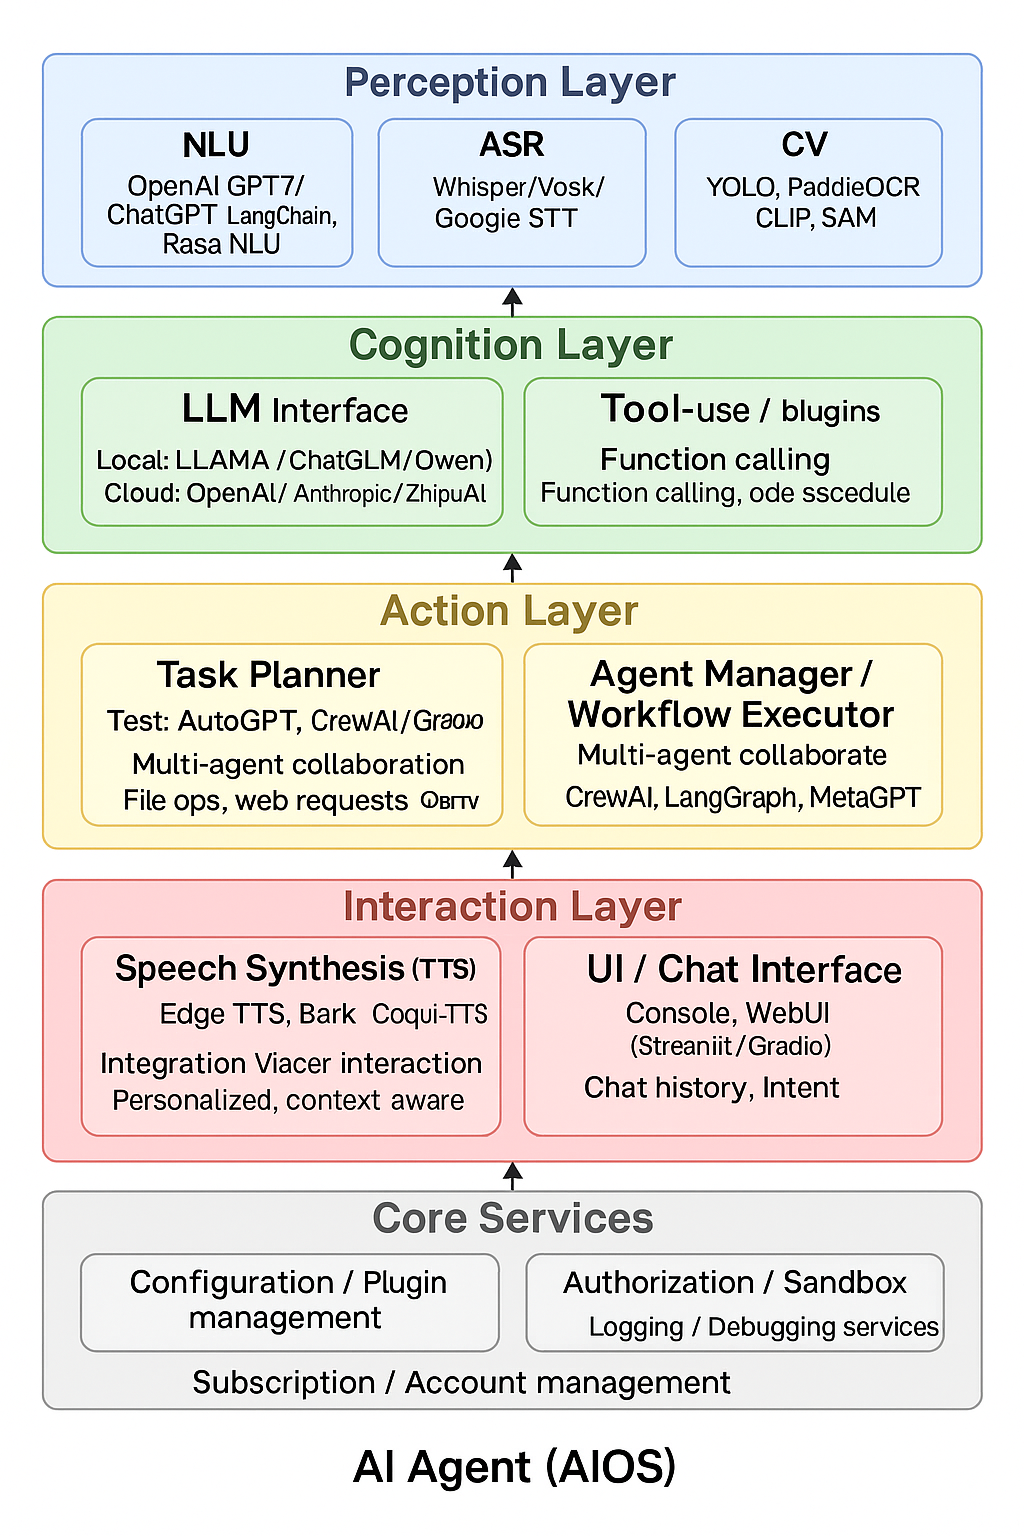 Perception Layer
NLU
OpenAI GPT7/
ChatGPT LangChain,
Rasa NLU
ASR
Whisper/Vosk/
Googie STT
CV
YOLO, PaddieOCR
CLIP, SAM
Cognition Layer
LLM Interface
Local: LLAMA /ChatGLM/Owen)
Cloud: OpenAI/ Anthropic/ZhipuAI
Tool-use / blugins
Function calling
Function calling, ode sscedule
Action Layer
Task Planner
Test: AutoGPT, CrewAI/
Multi-agent collaboration
File ops, web requests
Agent Manager /
Workflow Executor
Multi-agent collaborate
CrewAI, LangGraph, MetaGPT
Interaction Layer
Speech Synthesis (TTS)
Edge TTS, Bark Coqui-TTS
Integration Viacer interaction
Personalized, context aware
UI / Chat Interface
Console, WebUI
(Streaniit/Gradio)
Chat history, Intent
Core Services
Configuration / Plugin
management
Authorization / Sandbox
Logging / Debugging services
Subscription / Account management
AI Agent (AIOS)